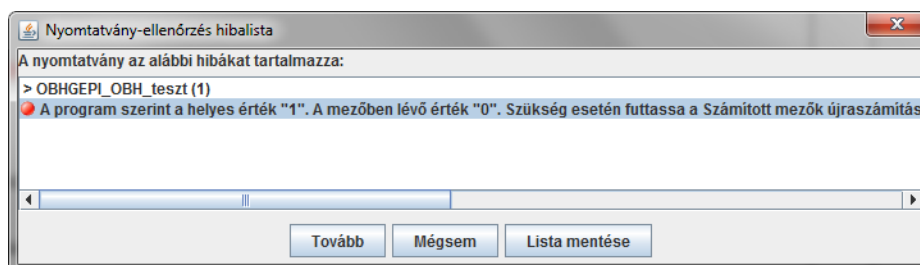 Nyomtatvány-ellenőrzés hibalista
A nyomtatvány az alábbi hibákat tartalmazza:
> OBHGEPI_OBH_teszt (1)
A program szerint a helyes érték "1". A mezőben lévő érték "0". Szükség esetén futtassa a Számított mezők újraszámítás
Tovább
Mégsem
Lista mentése